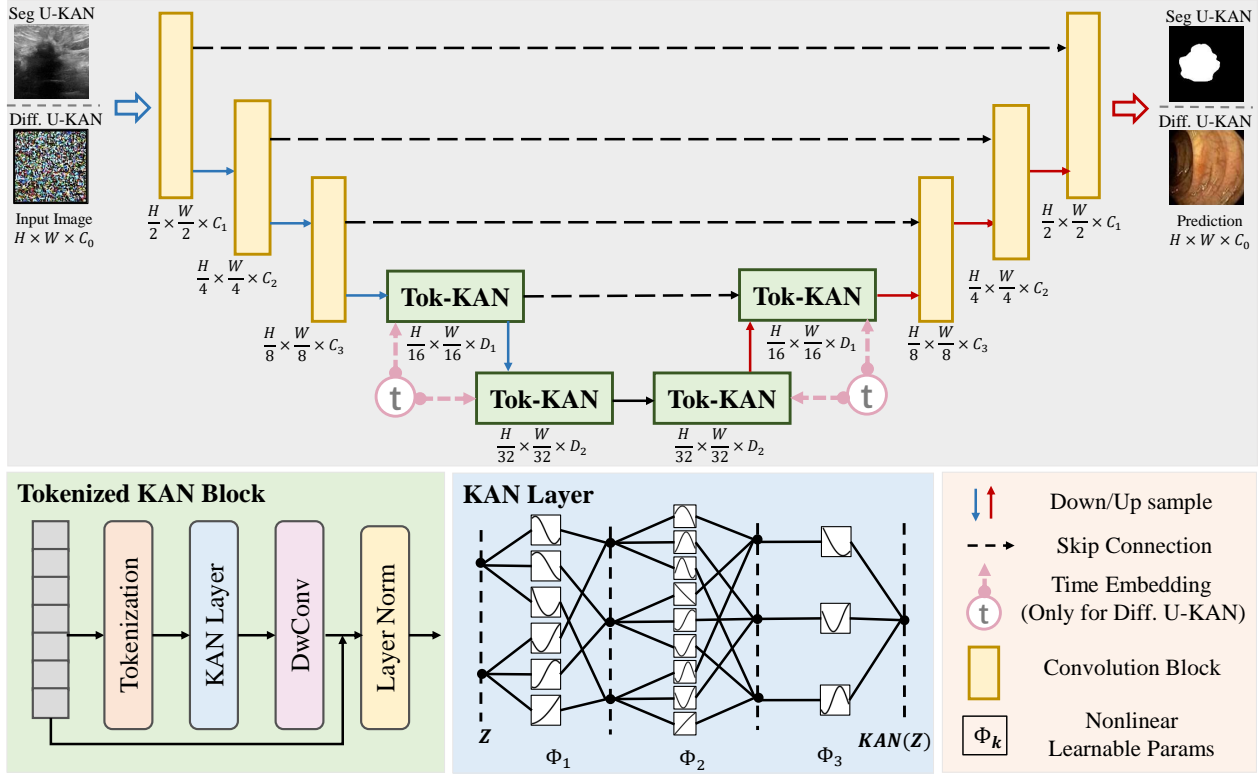 Seg U-KAN
Diff. U-KAN
Input Image
H × W × C₀
H/2 × W/2 × C₁
H/4 × W/4 × C₂
H/8 × W/8 × C₃
Tok-KAN
H/16 × W/16 × D₁
t
Tok-KAN
H/32 × W/32 × D₂
Tok-KAN
H/32 × W/32 × D₂
Tok-KAN
H/16 × W/16 × D₁
t
H/8 × W/8 × C₃
H/4 × W/4 × C₂
H/2 × W/2 × C₁
Seg U-KAN
Diff. U-KAN
Prediction
H × W × C₀
Tokenized KAN Block
Tokenization
KAN Layer
DwConv
Layer Norm
KAN Layer
Z
Φ₁
Φ₂
Φ₃
KAN(Z)
Down/Up sample
Skip Connection
t
Time Embedding
(Only for Diff. U-KAN)
Convolution Block
Φₖ
Nonlinear
Learnable Params